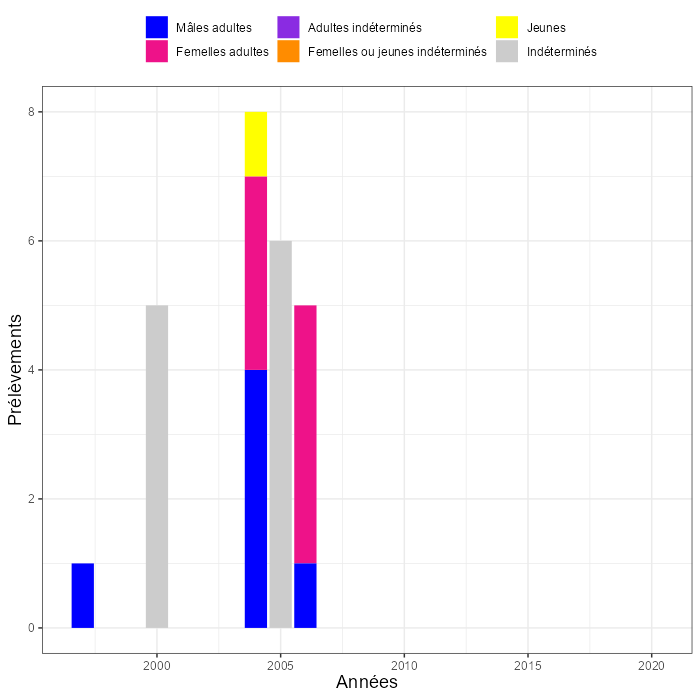 Mâles adultes
Adultes indéterminés
Jeunes
Femelles adultes
Femelles ou jeunes indéterminés
Indéterminés
8
6
4
2
0
Prélèvements
2000
2005
2010
2015
2020
Années